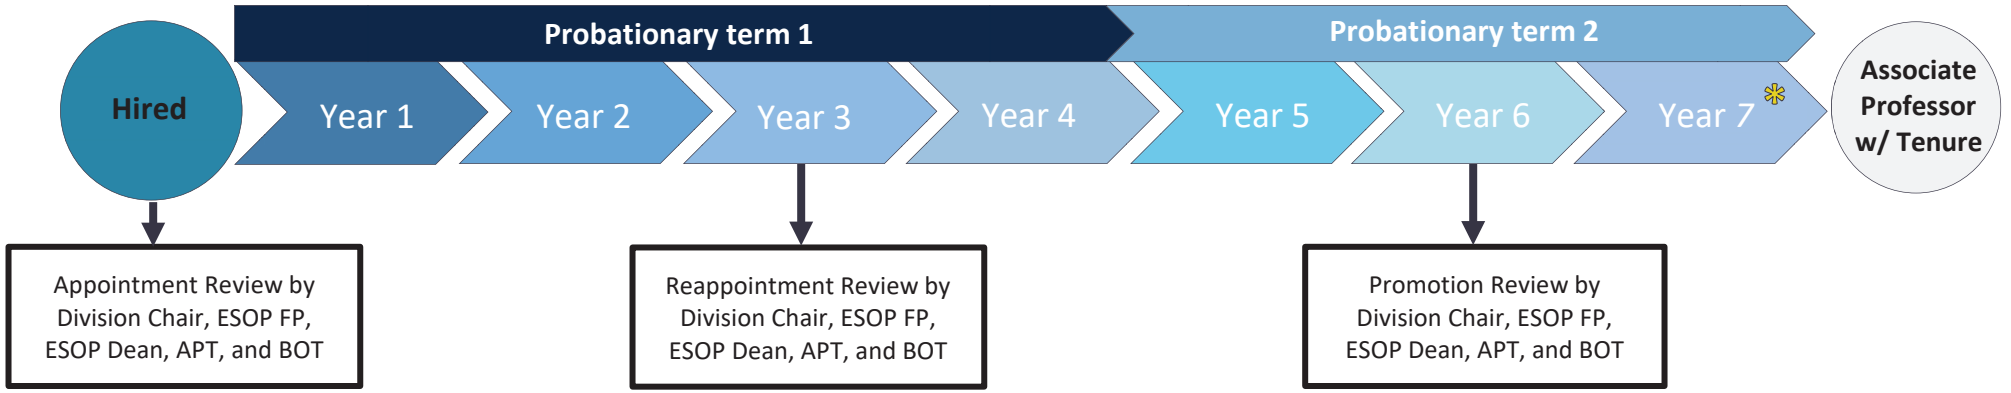 Probationary term 1
Probationary term 2
Hired
Year 1
Year 2
Year 3
Year 4
Year 5
Year 6
Year 7 *
Associate
Professor
w/ Tenure
Appointment Review by
Division Chair, ESOP FP,
ESOP Dean, APT, and BOT
Reappointment Review by
Division Chair, ESOP FP,
ESOP Dean, APT, and BOT
Promotion Review by
Division Chair, ESOP FP,
ESOP Dean, APT, and BOT